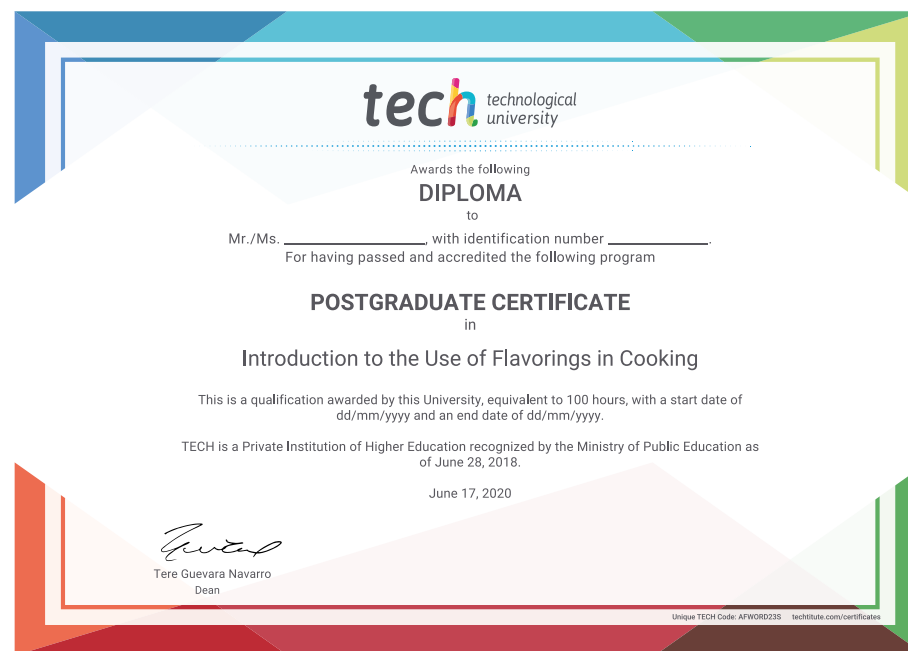 tech technological
university
Awards the following
DIPLOMA
to
Mr./Ms. ____________________, with identification number ______________.
For having passed and accredited the following program
POSTGRADUATE CERTIFICATE
in
Introduction to the Use of Flavorings in Cooking
This is a qualification awarded by this University, equivalent to 100 hours, with a start date of
dd/mm/yyyy and an end date of dd/mm/yyyy.
TECH is a Private Institution of Higher Education recognized by the Ministry of Public Education as
of June 28, 2018.
June 17, 2020
Tere Guevara Navarro
Dean
Unique TECH Code: AFWORD23S techtitute.com/certificates